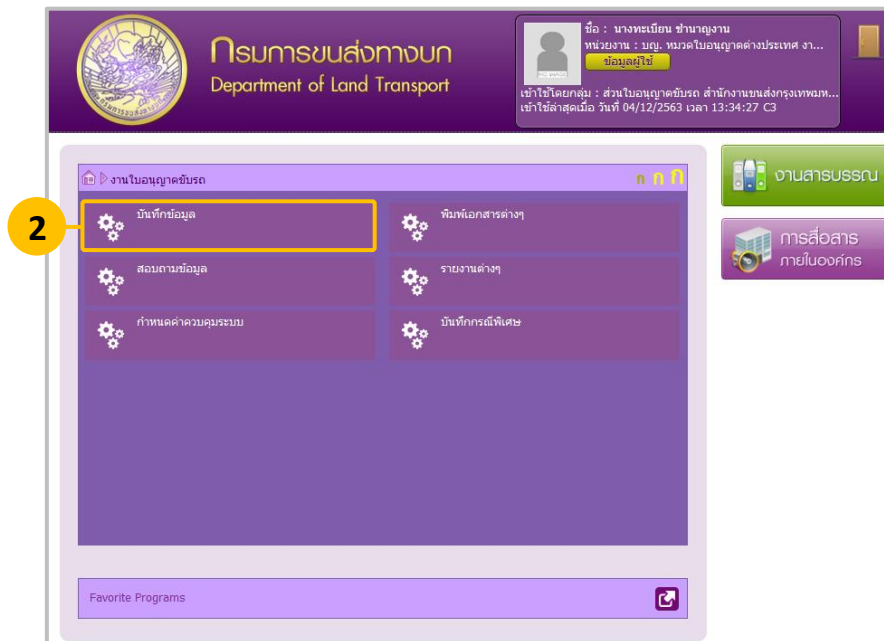 กรมการขนส่งทางบก
Department of Land Transport
ชื่อ : นางทะเบียน ชำนาญงาน
หน่วยงาน : บญ. หมวดใบอนุญาตต่างประเทศ งา...
ข้อมูลผู้ใช้
เข้าใช้โดยกลุ่ม : ส่วนใบอนุญาตขับรถ สำนักงานขนส่งกรุงเทพมห...
เข้าใช้ล่าสุดเมื่อ วันที่ 04/12/2563 เวลา 13:34:27 C3
งานใบอนุญาตขับรถ
ก ก ก
งานสารบรรณ
2
บันทึกข้อมูล
พิมพ์เอกสารต่างๆ
การสื่อสาร
ภายในองค์กร
สอบถามข้อมูล
รายงานต่างๆ
กำหนดค่าควบคุมระบบ
บันทึกกรณีพิเศษ
Favorite Programs